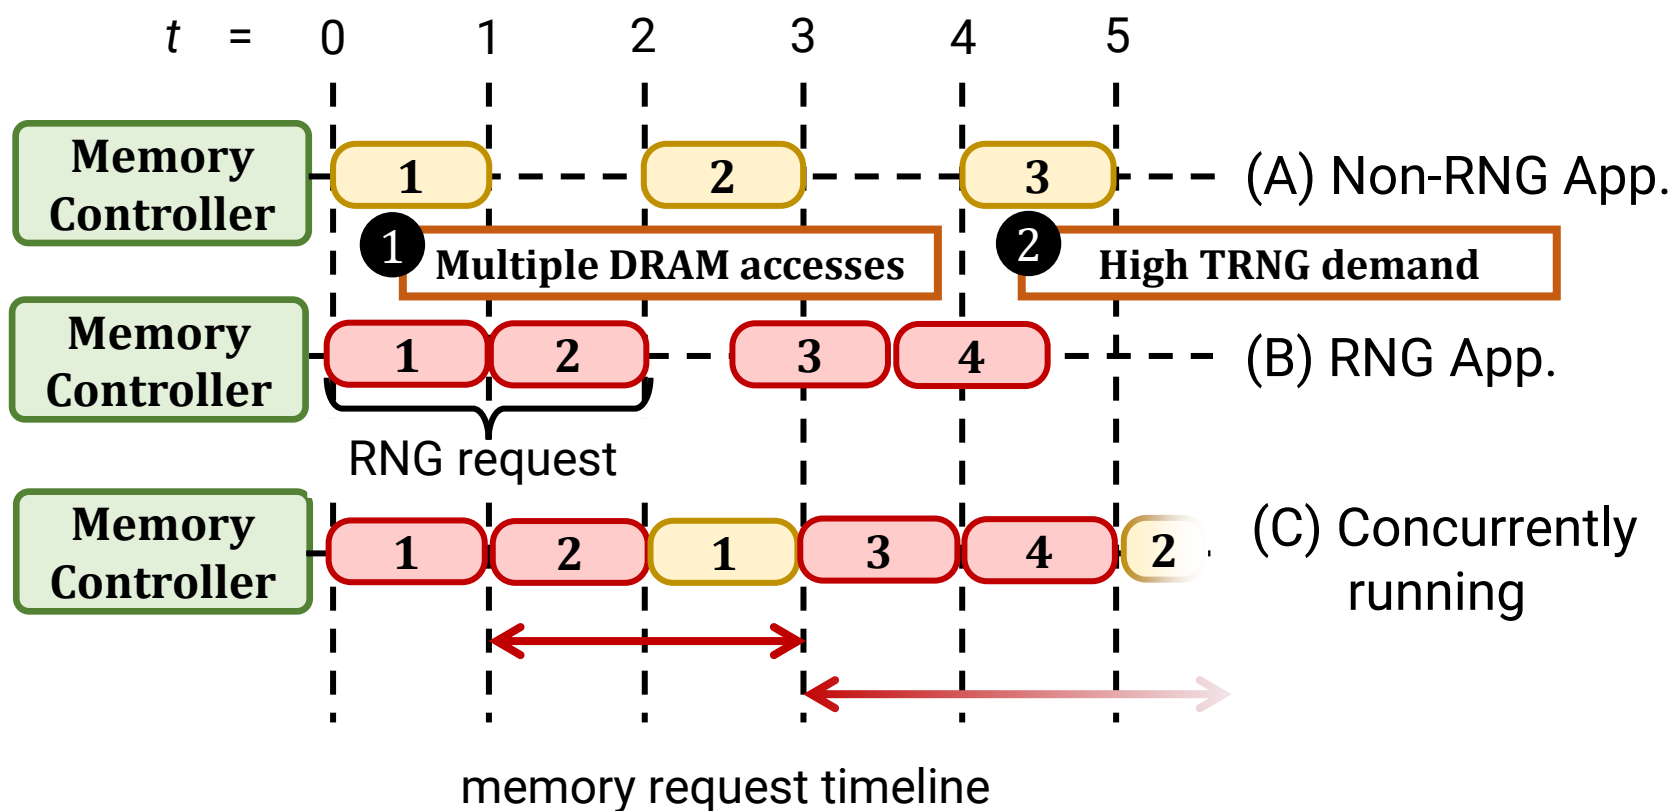 t = 0 1 2 3 4 5
Memory
Controller
1 2 3
(A) Non-RNG App.
1 Multiple DRAM accesses
2 High TRNG demand
Memory
Controller
1 2 3 4
(B) RNG App.
RNG request
Memory
Controller
1 2 1 3 4 2
(C) Concurrently
running
memory request timeline